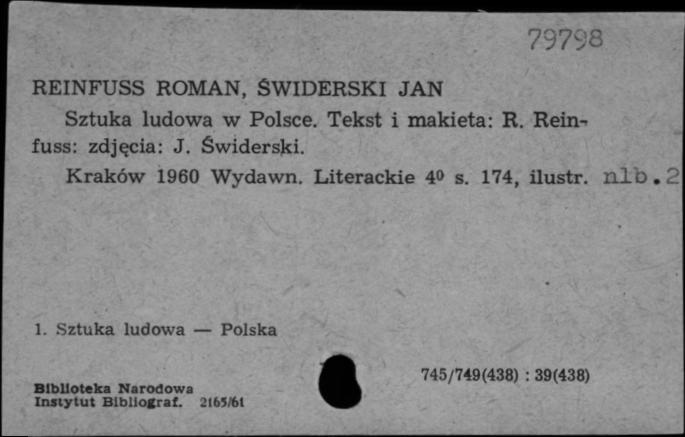 79798
REINFUSS ROMAN, ŚWIDERSKI JAN
Sztuka ludowa w Polsce. Tekst i makieta: R. Rein-
fuss: zdjęcia: J. Świderski.
Kraków 1960 Wydawn. Literackie 4⁰ s. 174, ilustr. nlb.2
1. Sztuka ludowa — Polska
745/749(438) : 39(438)
Biblioteka Narodowa
Instytut Bibliograf. 2165/61